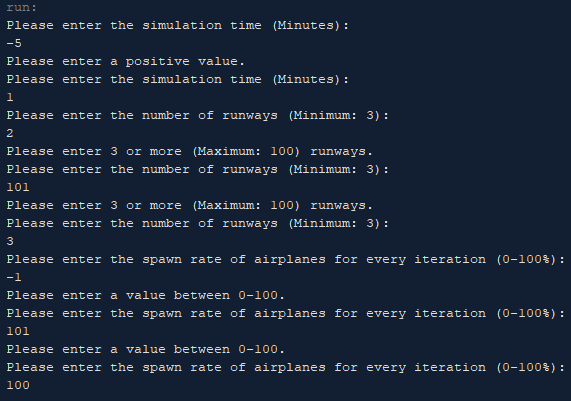 run:
Please enter the simulation time (Minutes):
-5
Please enter a positive value.
Please enter the simulation time (Minutes):
1
Please enter the number of runways (Minimum: 3):
2
Please enter 3 or more (Maximum: 100) runways.
Please enter the number of runways (Minimum: 3):
101
Please enter 3 or more (Maximum: 100) runways.
Please enter the number of runways (Minimum: 3):
3
Please enter the spawn rate of airplanes for every iteration (0-100%):
-1
Please enter a value between 0-100.
Please enter the spawn rate of airplanes for every iteration (0-100%):
101
Please enter a value between 0-100.
Please enter the spawn rate of airplanes for every iteration (0-100%):
100